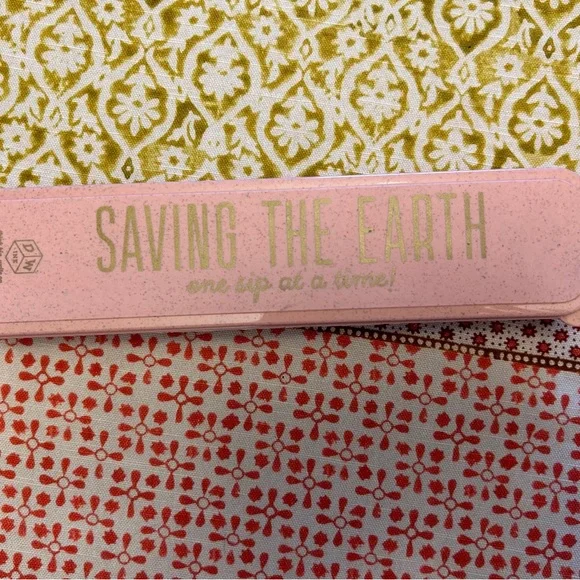 SAVING THE EARTH
one sip at a time!